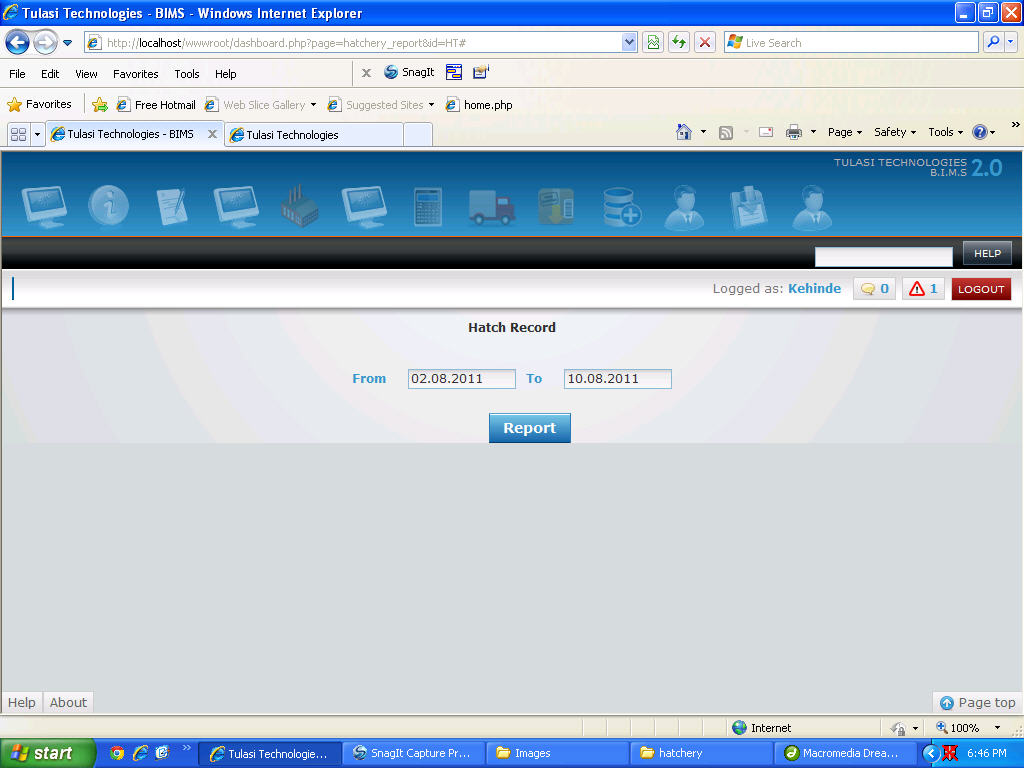 Tulasi Technologies - BIMS - Windows Internet Explorer
http://localhost/wwwroot/dashboard.php?page=hatchery_report&id=HT#
Live Search
File Edit View Favorites Tools Help
x SnagIt
Favorites Free Hotmail Web Slice Gallery Suggested Sites home.php
Tulasi Technologies - BIMS Tulasi Technologies
Page Safety Tools
TULASI TECHNOLOGIES
B.I.M.S 2.0
HELP
Logged as: Kehinde 0 1 LOGOUT
Hatch Record
From 02.08.2011 To 10.08.2011
Report
Help About Page top
Internet 100%
start Tulasi Technologie... SnagIt Capture Pr... Images hatchery Macromedia Drea... 6:46 PM